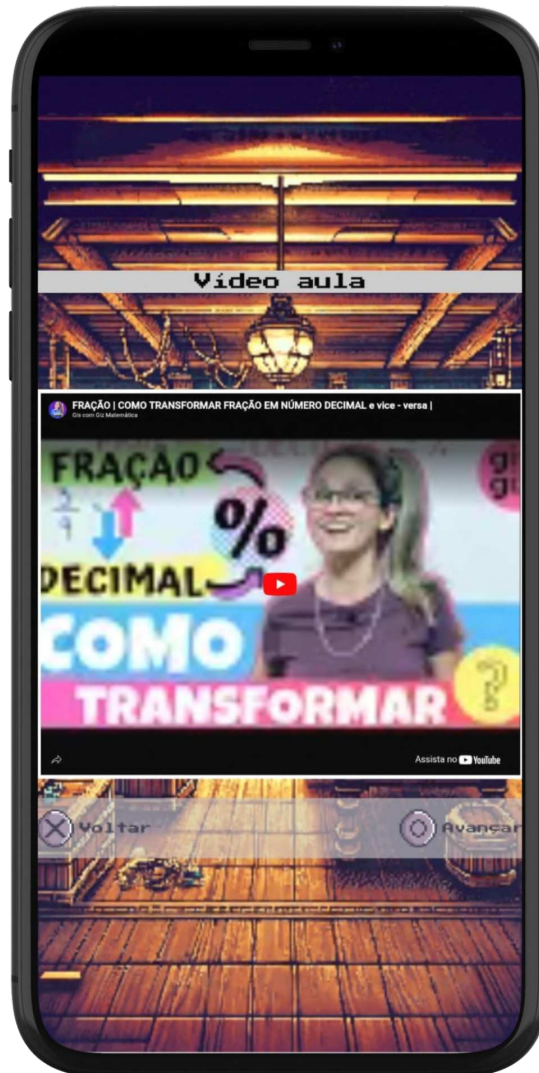 Vídeo aula
FRAÇÃO | COMO TRANSFORMAR FRAÇÃO EM NÚMERO DECIMAL e vice - versa |
Gis com Giz Matemática
FRAÇÃO
%
DECIMAL
COMO
TRANSFORMAR
?
Assista no YouTube
Voltar
Avançar